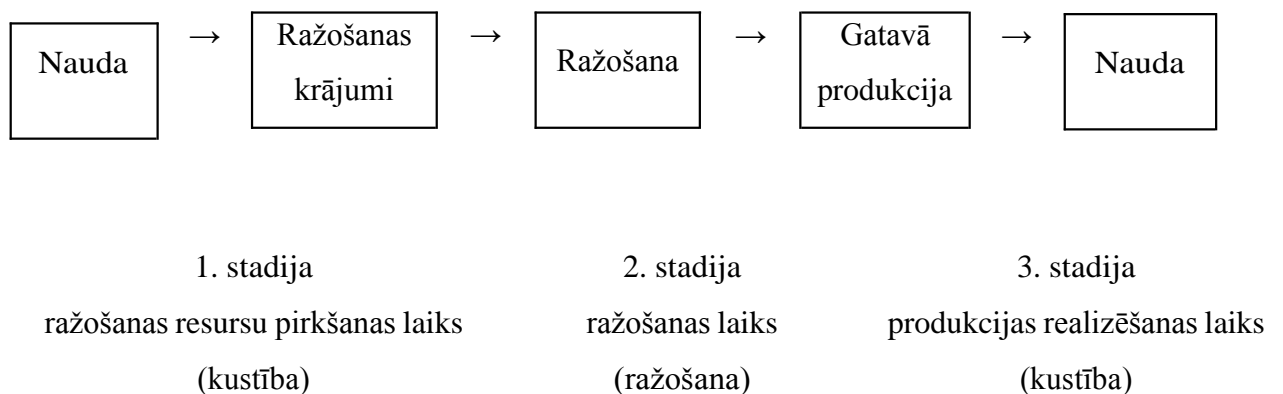 Nauda → Ražošanas krājumi → Ražošana → Gatavā produkcija → Nauda
1. stadija
ražošanas resursu pirkšanas laiks
(kustība)
2. stadija
ražošanas laiks
(ražošana)
3. stadija
produkcijas realizēšanas laiks
(kustība)